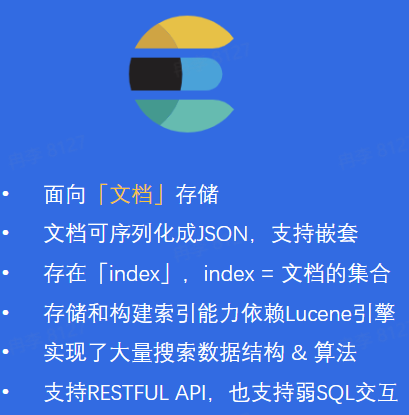 • 面向「文档」存储
• 文档可序列化成JSON，支持嵌套
• 存在「index」，index = 文档的集合
• 存储和构建索引能力依赖Lucene引擎
• 实现了大量搜索数据结构 & 算法
• 支持RESTFUL API，也支持弱SQL交互